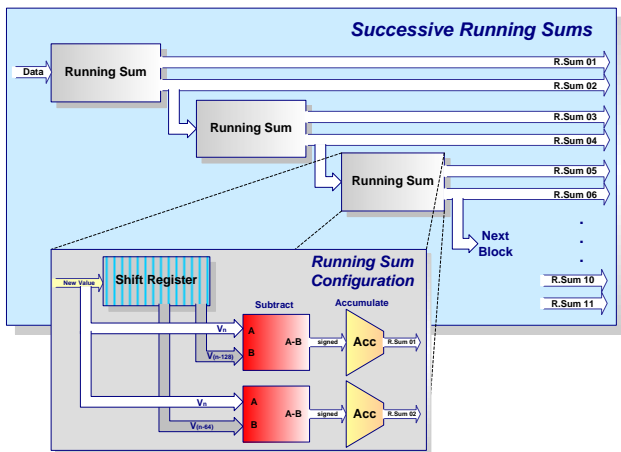 Successive Running Sums
Data
Running Sum
R.Sum 01
R.Sum 02
Running Sum
R.Sum 03
R.Sum 04
Running Sum
R.Sum 05
R.Sum 06
Next
Block
.
.
.
R.Sum 10
R.Sum 11
Running Sum
Configuration
New Value
Shift Register
Subtract
Accumulate
Vn
A
A-B
signed
Acc
R.Sum 01
B
V(n-128)
Vn
A
A-B
signed
Acc
R.Sum 02
B
V(n-64)